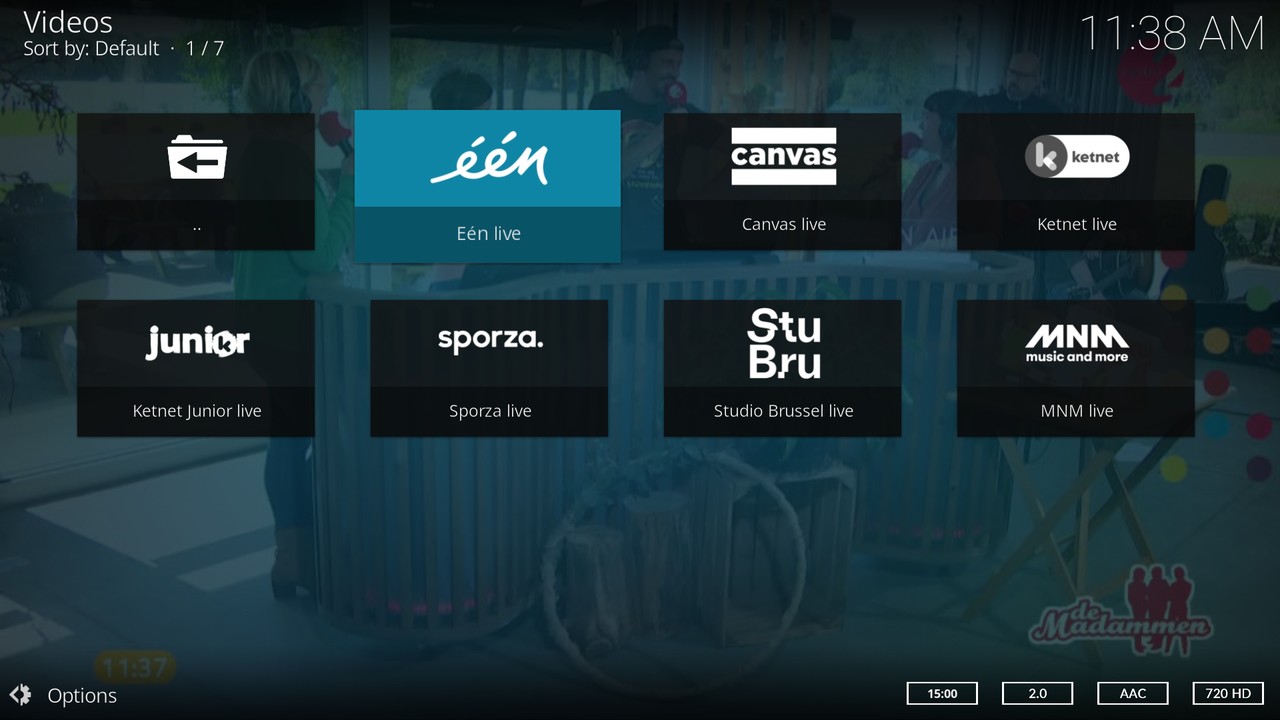 Videos
Sort by: Default · 1 / 7
11:38 AM
..
één
Eén live
canvas
Canvas live
ketnet
Ketnet live
junior
Ketnet Junior live
sporza.
Sporza live
Stu
Bru
Studio Brussel live
MNM
music and more
MNM live
de
Madammen
11:37
Options
15:00
2.0
AAC
720 HD